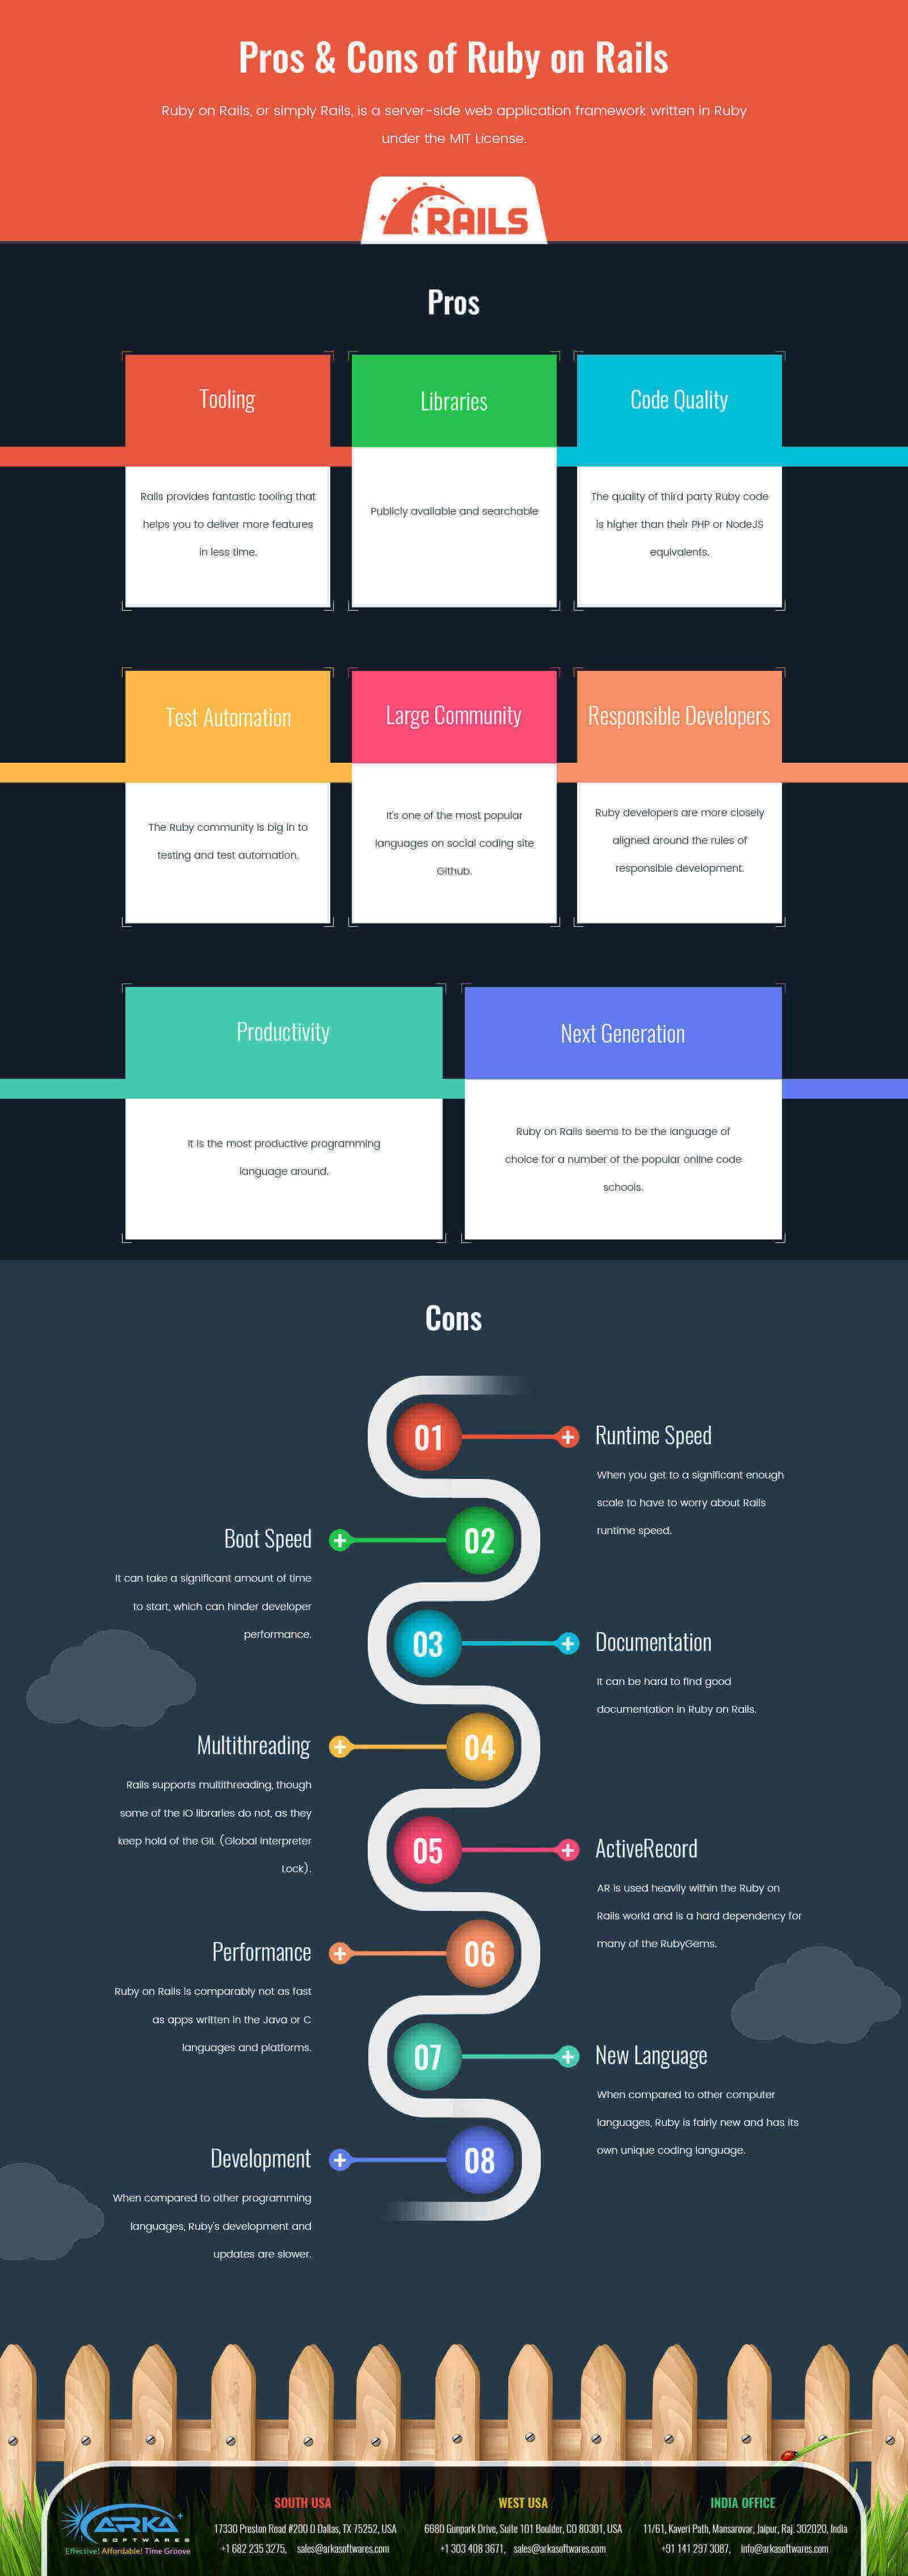 Pros & Cons of Ruby on Rails
Ruby on Rails, or simply Rails, is a server-side web application framework written in Ruby
under the MIT License.
RAILS
Pros
Tooling
Rails provides fantastic tooling that
helps you to deliver more features
in less time.
Libraries
Publicly available and searchable
Code Quality
The quality of third party Ruby code
is higher than their PHP or NodeJS
equivalents.
Test Automation
The Ruby community is big in to
testing and test automation.
Large Community
It's one of the most popular
languages on social coding site
Github.
Responsible Developers
Ruby developers are more closely
aligned around the rules of
responsible development.
Productivity
It is the most productive programming
language around.
Next Generation
Ruby on Rails seems to be the language of
choice for a number of the popular online code
schools.
Cons
01
Runtime Speed
When you get to a significant enough
scale to have to worry about Rails
runtime speed.
02
Boot Speed
It can take a significant amount of time
to start, which can hinder developer
performance.
03
Documentation
It can be hard to find good
documentation in Ruby on Rails.
04
Multithreading
Rails supports multithreading, though
some of the IO libraries do not, as they
keep hold of the GIL (Global Interpreter
Lock).
05
ActiveRecord
AR is used heavily within the Ruby on
Rails world and is a hard dependency for
many of the RubyGems.
06
Performance
Ruby on Rails is comparably not as fast
as apps written in the Java or C
languages and platforms.
07
New Language
When compared to other computer
languages, Ruby is fairly new and has its
own unique coding language.
08
Development
When compared to other programming
languages, Ruby's development and
updates are slower.
ARKA
SOFTWARES
Effective! Affordable! Time Groove
SOUTH USA
17330 Preston Road #200 D Dallas, TX 75252, USA
+1 682 235 3275, sales@arkasoftwares.com
WEST USA
6680 Gunpark Drive, Suite 101 Boulder, CO 80301, USA
+1 303 408 3671, sales@arkasoftwares.com
INDIA OFFICE
11/61, Kaveri Path, Mansarovar, Jaipur, Raj. 302020, India
+91 141 297 3087, info@arkasoftwares.com